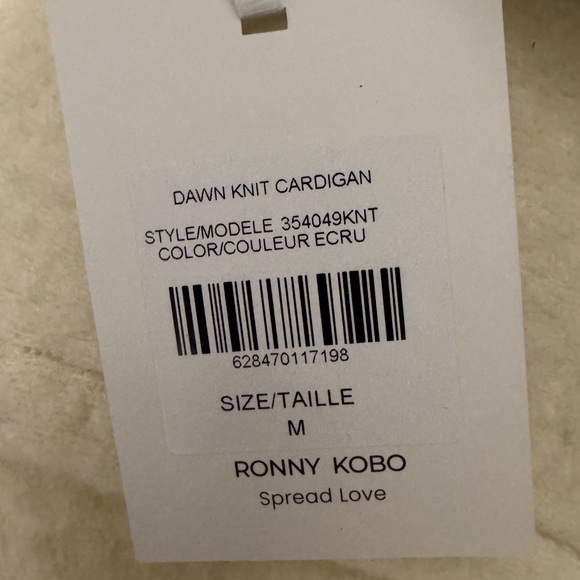 DAWN KNIT CARDIGAN
STYLE/MODELE 354049KNT
COLOR/COULEUR ECRU
628470117198
SIZE/TAILLE
M
RONNY KOBO
Spread Love